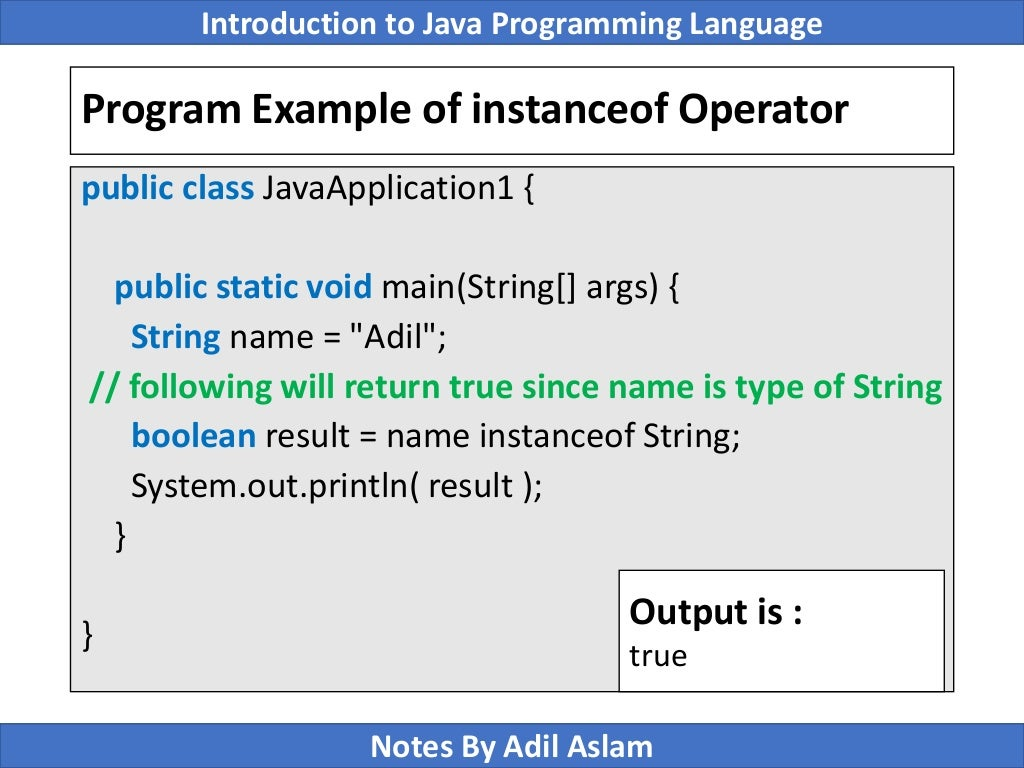 Introduction to Java Programming Language
Program Example of instanceof Operator
public class JavaApplication1 {
public static void main(String[] args) {
String name = "Adil";
// following will return true since name is type of String
boolean result = name instanceof String;
System.out.println( result );
}
}
Output is :
true
Notes By Adil Aslam